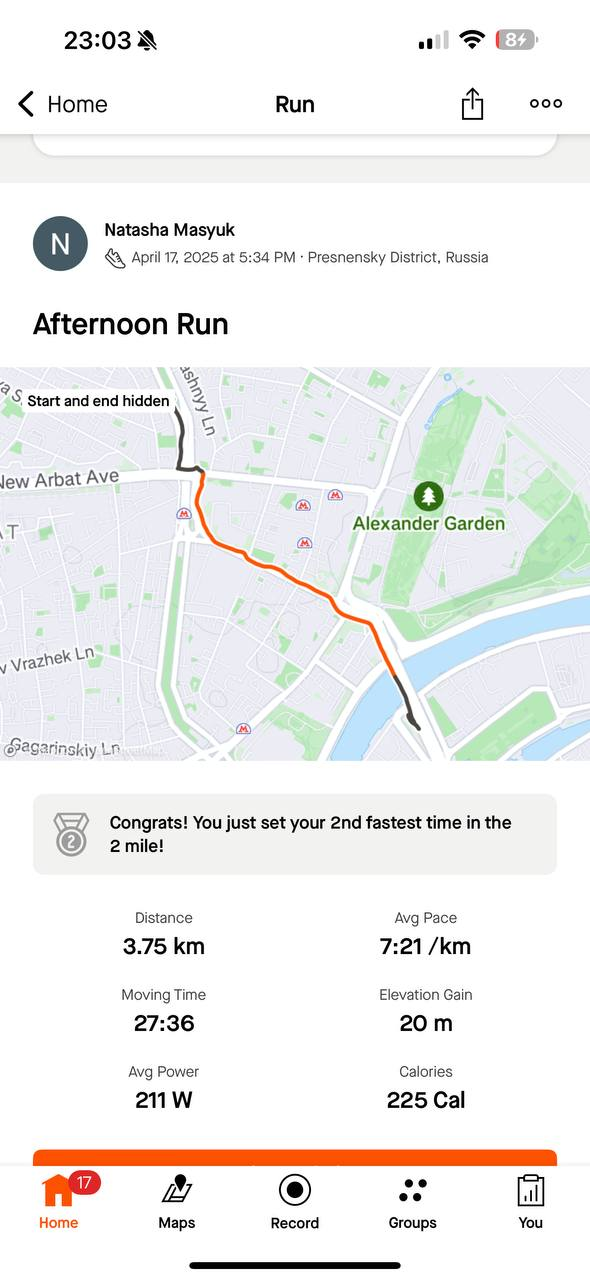 23:03
8
Home
Run
Natasha Masyuk
April 17, 2025 at 5:34 PM · Presnensky District, Russia
Afternoon Run
Start and end hidden
ashnyy Ln
New Arbat Ave
M
M
M
M
Alexander Garden
T
v Vrazhek Ln
M
Gagarinskiy Ln
2
Congrats! You just set your 2nd fastest time in the
2 mile!
Distance
Avg Pace
3.75 km
7:21 /km
Moving Time
Elevation Gain
27:36
20 m
Avg Power
Calories
211 W
225 Cal
17
Home
Maps
Record
Groups
You
N